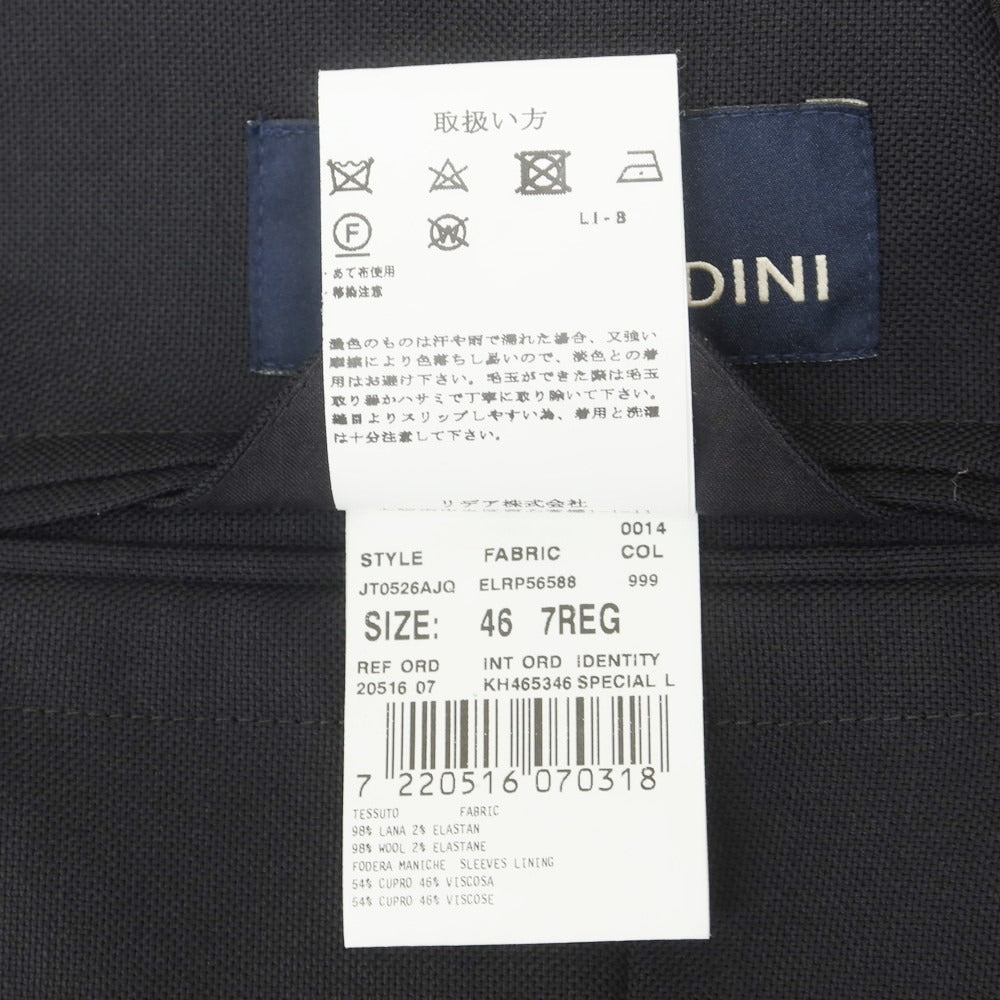 取扱い方
F
W
LI-B
・あて布使用
・移染注意
DINI
濃色のものは汗や雨で濡れた場合、又強い
摩擦により色落ちし易いので、淡色との着
用はお避け下さい。毛玉ができた際は毛玉
取り器かハサミで丁寧に取り除いて下さい。
縫目よりスリップしやすい為、着用と洗濯
は十分注意して下さい。
リデア株式会社
0014
STYLE FABRIC COL
JT0526AJQ ELRP56588 999
SIZE: 46 7REG
REF ORD INT ORD IDENTITY
20516 07 KH465346 SPECIAL L
7 220516 070318
TESSUTO FABRIC
98% LANA 2% ELASTAN
98% WOOL 2% ELASTANE
FODERA MANICHE SLEEVES LINING
54% CUPRO 46% VISCOSA
54% CUPRO 46% VISCOSE